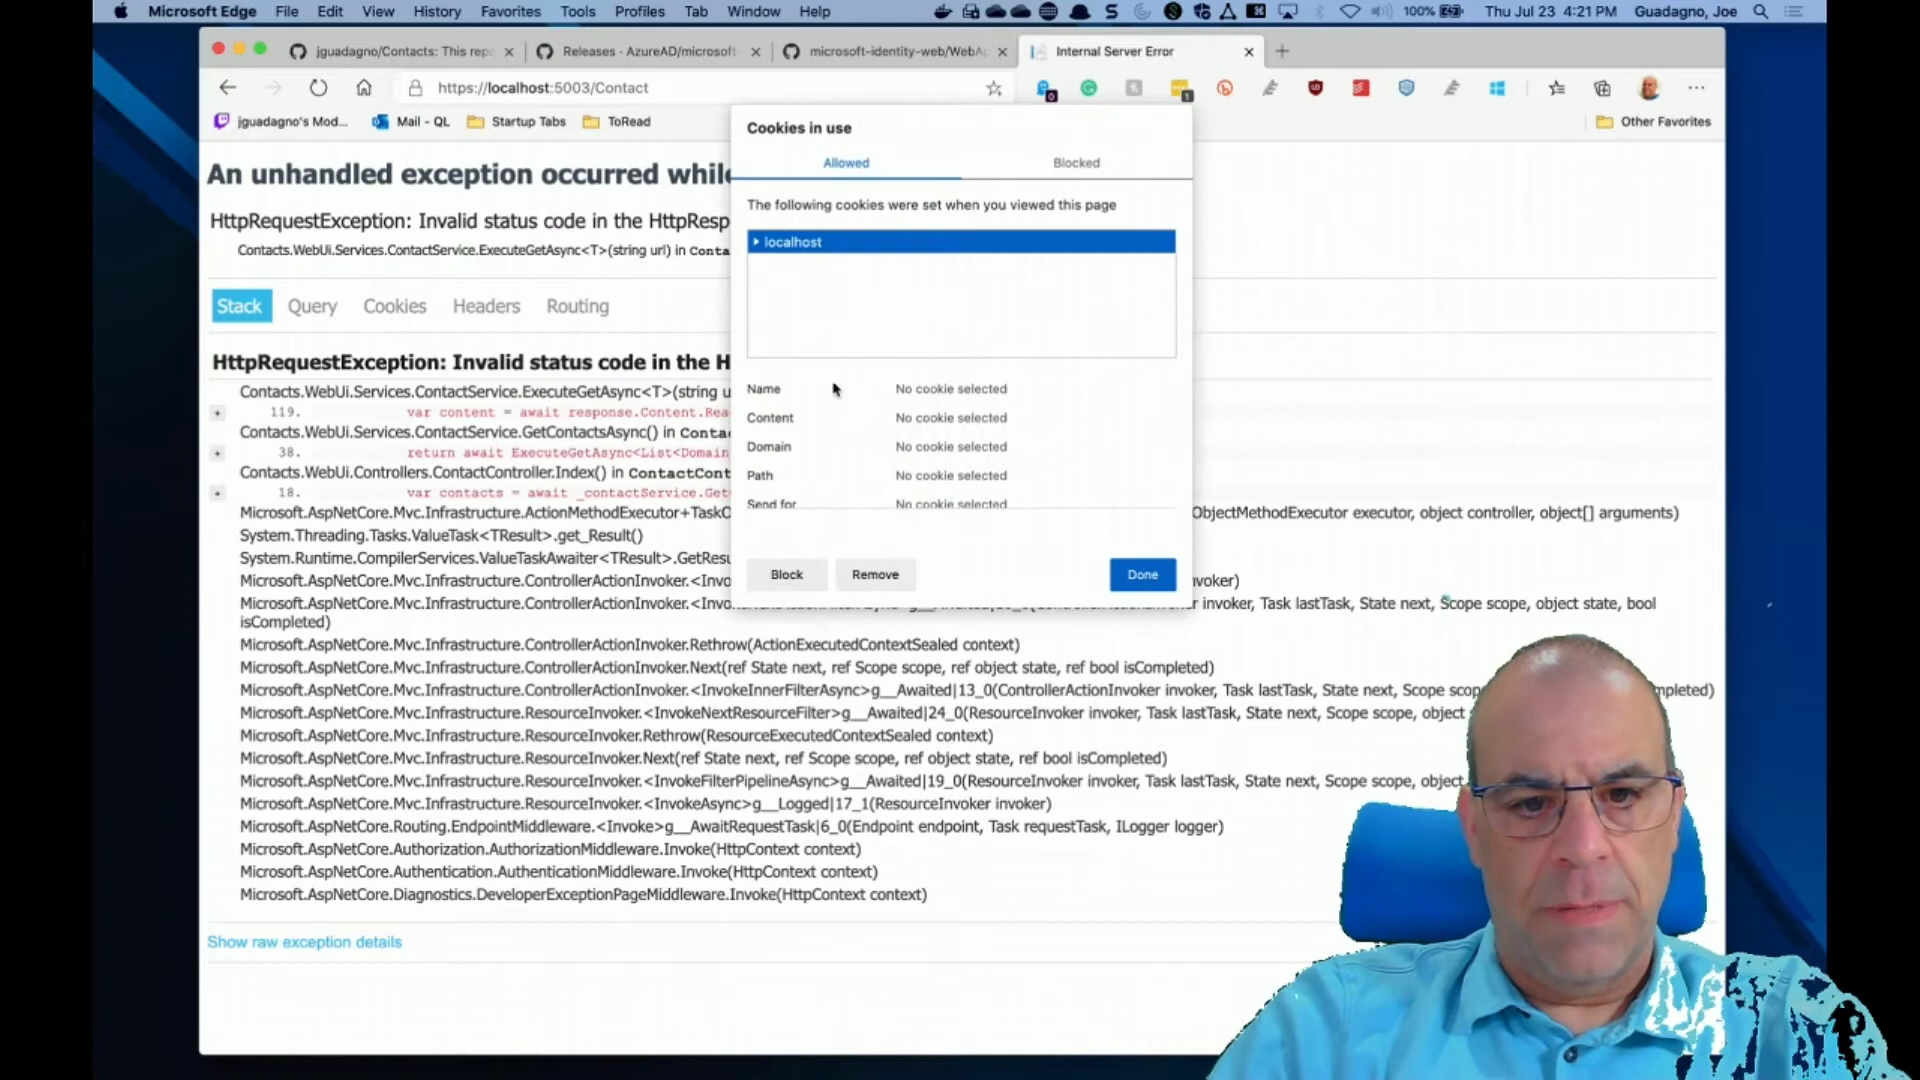 Microsoft Edge File Edit View History Favorites Tools Profiles Tab Window Help 100% Thu Jul 23 4:21 PM Guadagno, Joe
jguadagno/Contacts: This repo Releases · AzureAD/microsoft- microsoft-identity-web/WebAp Internal Server Error
https://localhost:5003/Contact
jguadagno's Mod... Mail - QL Startup Tabs ToRead Other Favorites
Cookies in use
Allowed Blocked
The following cookies were set when you viewed this page
localhost
Name No cookie selected
Content No cookie selected
Domain No cookie selected
Path No cookie selected
Send for No cookie selected
Block Remove Done
An unhandled exception occurred while
HttpRequestException: Invalid status code in the HttpResp
Contacts.WebUi.Services.ContactService.ExecuteGetAsync<T>(string url) in Conta
Stack Query Cookies Headers Routing
HttpRequestException: Invalid status code in the H
Contacts.WebUi.Services.ContactService.ExecuteGetAsync<T>(string u
119. var content = await response.Content.Rea
Contacts.WebUi.Services.ContactService.GetContactsAsync() in Conta
38. return await ExecuteGetAsync<List<Domain
Contacts.WebUi.Controllers.ContactController.Index() in ContactCont
18. var contacts = await _contactService.Get
Microsoft.AspNetCore.Mvc.Infrastructure.ActionMethodExecutor+TaskO ObjectMethodExecutor executor, object controller, object[] arguments)
System.Threading.Tasks.ValueTask<TResult>.get_Result()
System.Runtime.CompilerServices.ValueTaskAwaiter<TResult>.GetResu
Microsoft.AspNetCore.Mvc.Infrastructure.ControllerActionInvoker.<Invo nvoker)
Microsoft.AspNetCore.Mvc.Infrastructure.ControllerActionInvoker.<Invo invoker, Task lastTask, State next, Scope scope, object state, bool
isCompleted)
Microsoft.AspNetCore.Mvc.Infrastructure.ControllerActionInvoker.Rethrow(ActionExecutedContextSealed context)
Microsoft.AspNetCore.Mvc.Infrastructure.ControllerActionInvoker.Next(ref State next, ref Scope scope, ref object state, ref bool isCompleted)
Microsoft.AspNetCore.Mvc.Infrastructure.ControllerActionInvoker.<InvokeInnerFilterAsync>g__Awaited|13_0(ControllerActionInvoker invoker, Task lastTask, State next, Scope scop mpleted)
Microsoft.AspNetCore.Mvc.Infrastructure.ResourceInvoker.<InvokeNextResourceFilter>g__Awaited|24_0(ResourceInvoker invoker, Task lastTask, State next, Scope scope, object
Microsoft.AspNetCore.Mvc.Infrastructure.ResourceInvoker.Rethrow(ResourceExecutedContextSealed context)
Microsoft.AspNetCore.Mvc.Infrastructure.ResourceInvoker.Next(ref State next, ref Scope scope, ref object state, ref bool isCompleted)
Microsoft.AspNetCore.Mvc.Infrastructure.ResourceInvoker.<InvokeFilterPipelineAsync>g__Awaited|19_0(ResourceInvoker invoker, Task lastTask, State next, Scope scope, object
Microsoft.AspNetCore.Mvc.Infrastructure.ResourceInvoker.<InvokeAsync>g__Logged|17_1(ResourceInvoker invoker)
Microsoft.AspNetCore.Routing.EndpointMiddleware.<Invoke>g__AwaitRequestTask|6_0(Endpoint endpoint, Task requestTask, ILogger logger)
Microsoft.AspNetCore.Authorization.AuthorizationMiddleware.Invoke(HttpContext context)
Microsoft.AspNetCore.Authentication.AuthenticationMiddleware.Invoke(HttpContext context)
Microsoft.AspNetCore.Diagnostics.DeveloperExceptionPageMiddleware.Invoke(HttpContext context)
Show raw exception details